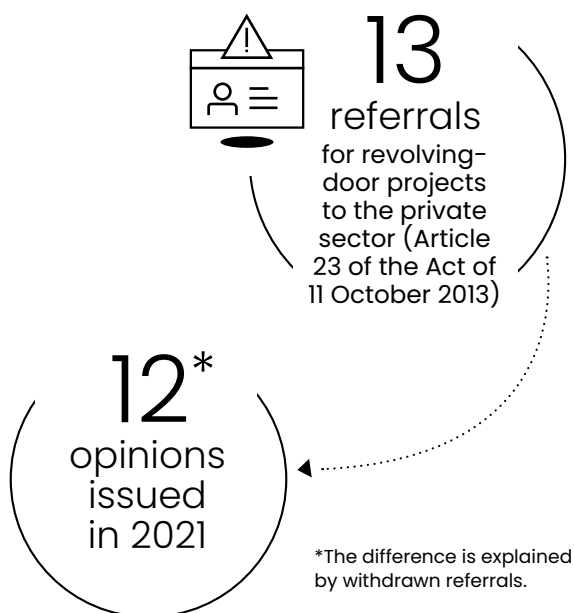 13
referrals
for revolving-
door projects
to the private
sector (Article
23 of the Act of
11 October 2013)
12*
opinions
issued
in 2021
*The difference is explained
by withdrawn referrals.